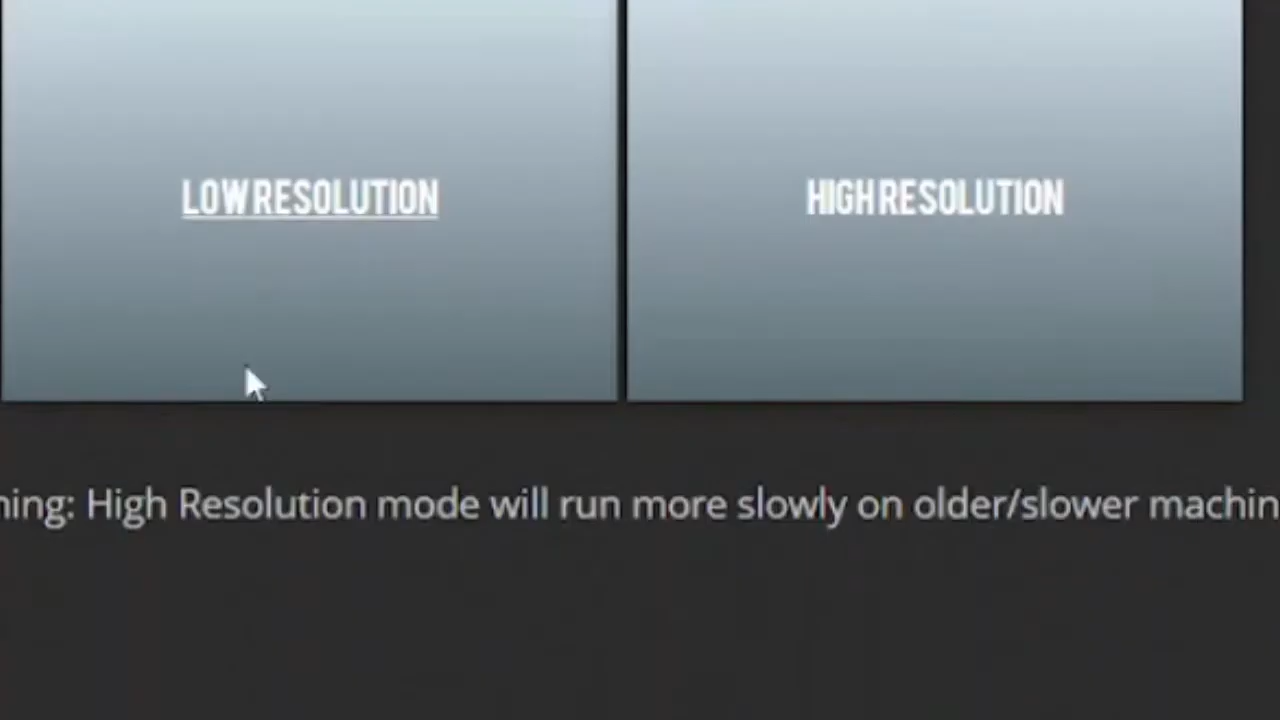 LOW RESOLUTION
HIGH RESOLUTION
ning: High Resolution mode will run more slowly on older/slower machin